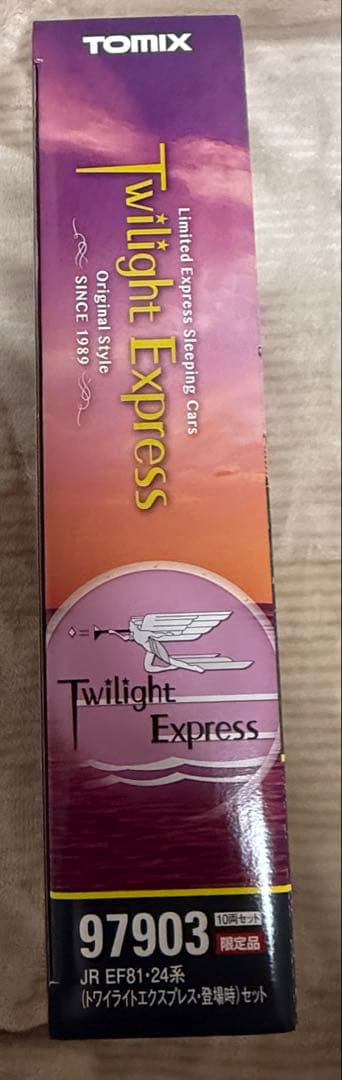 TOMIX
Limited Express Sleeping Cars
Twilight Express
Original Style
SINCE 1989
Twilight
Express
97903
10両セット
限定品
JR EF81・24系
(トワイライトエクスプレス・登場時)セット